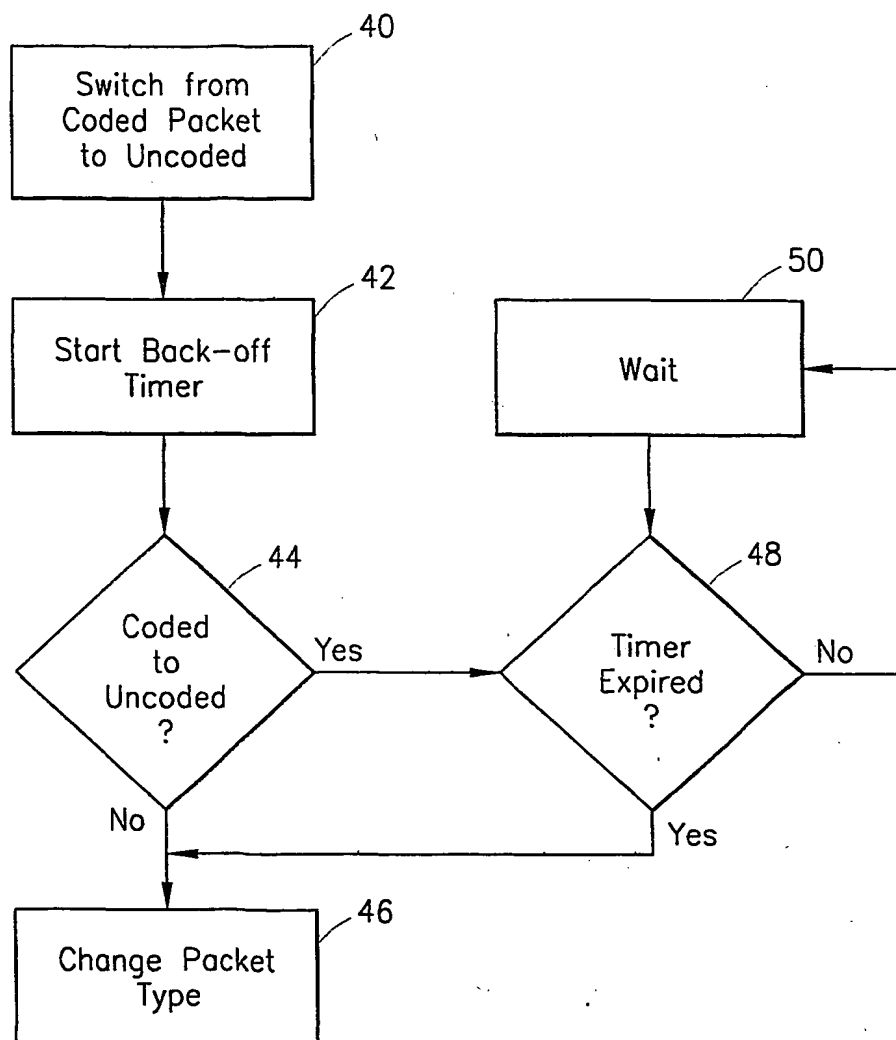 40
Switch from
Coded Packet
to Uncoded
42
Start Back-off
Timer
50
Wait
44
Coded
to
Uncoded
?
Yes
No
48
Timer
Expired
?
No
Yes
46
Change Packet
Type